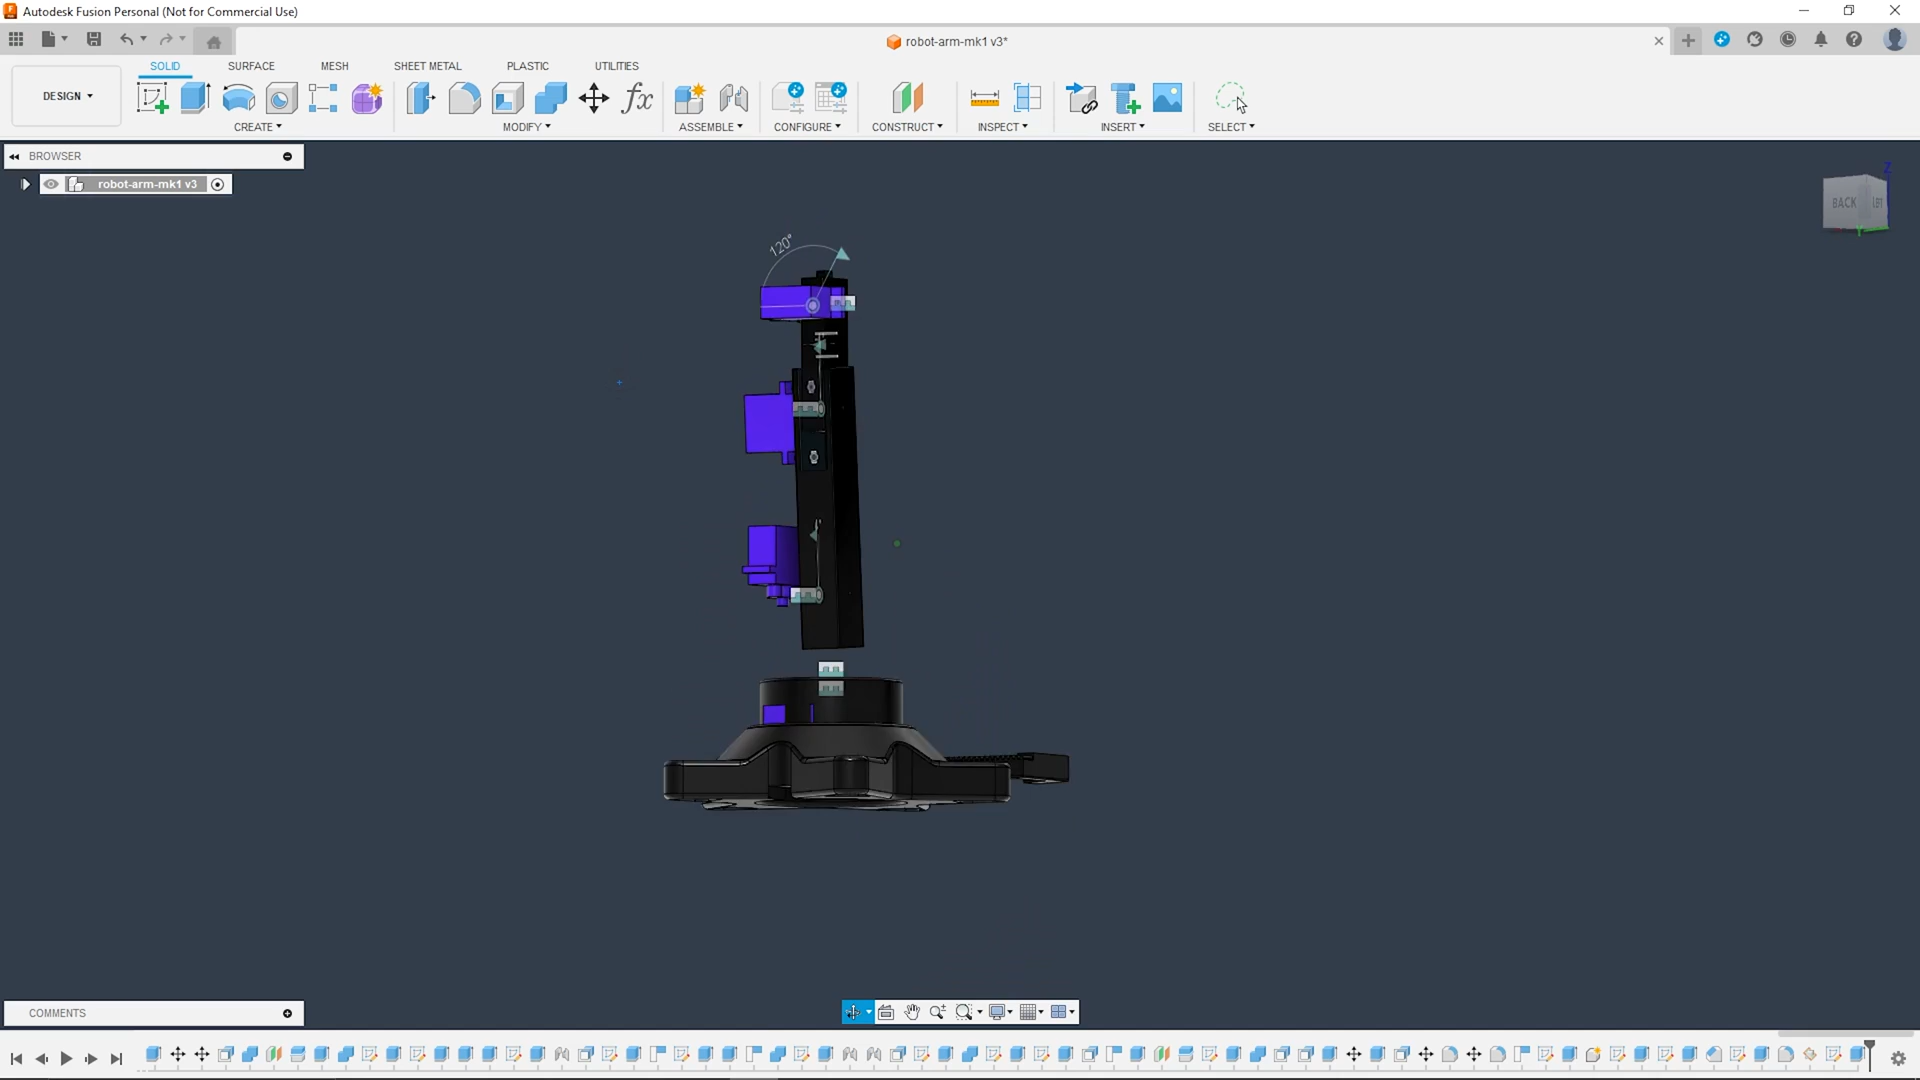 Autodesk Fusion Personal (Not for Commercial Use)
robot-arm-mk1 v3*
SOLID
SURFACE
MESH
SHEET METAL
PLASTIC
UTILITIES
DESIGN
CREATE
MODIFY
ASSEMBLE
CONFIGURE
CONSTRUCT
INSPECT
INSERT
SELECT
BROWSER
robot-arm-mk1 v3
Z
BACK
Y
120°
COMMENTS